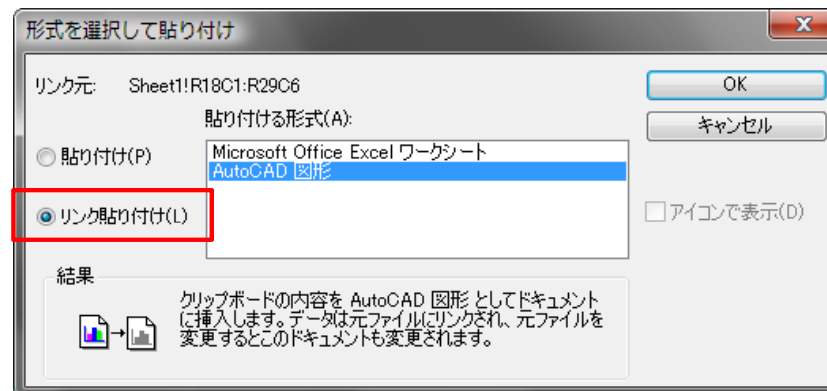 形式を選択して貼り付け
リンク元: Sheet1!R18C1:R29C6
貼り付ける形式(A):
貼り付け(P)
リンク貼り付け(L)
Microsoft Office Excel ワークシート
AutoCAD 図形
OK
キャンセル
アイコンで表示(D)
結果
クリップボードの内容を AutoCAD 図形 としてドキュメント
に挿入します。データは元ファイルにリンクされ、元ファイルを
変更するとこのドキュメントも変更されます。